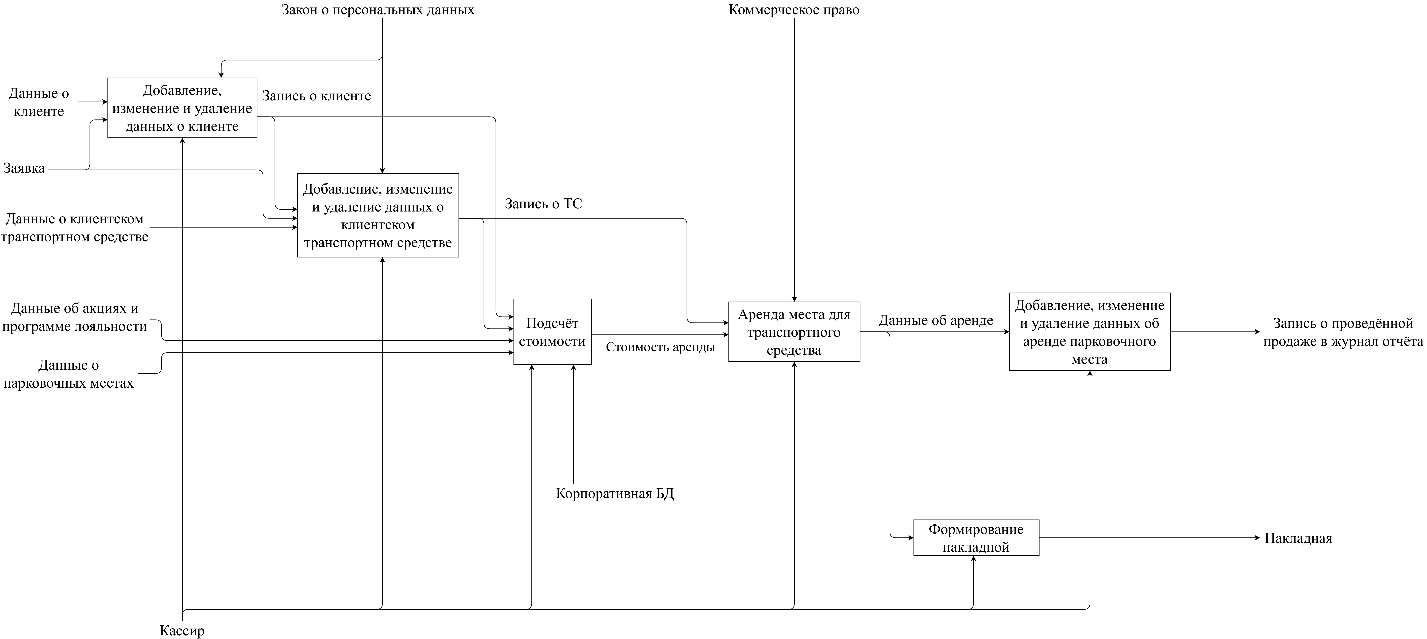 Закон о персональных данных
Коммерческое право
Данные о
клиенте
Добавление,
изменение и удаление
данных о клиенте
Запись о клиенте
Заявка
Данные о клиентском
транспортном средстве
Добавление, изменение
и удаление данных о
клиентском
транспортном средстве
Запись о ТС
Данные об акциях и
программе лояльности
Данные о
парковочных местах
Подсчёт
стоимости
Стоимость аренды
Аренда места для
транспортного
средства
Данные об аренде
Добавление, изменение
и удаление данных об
аренде парковочного
места
Запись о проведённой
продаже в журнал отчёта
Корпоративная БД
Формирование
накладной
Накладная
Кассир